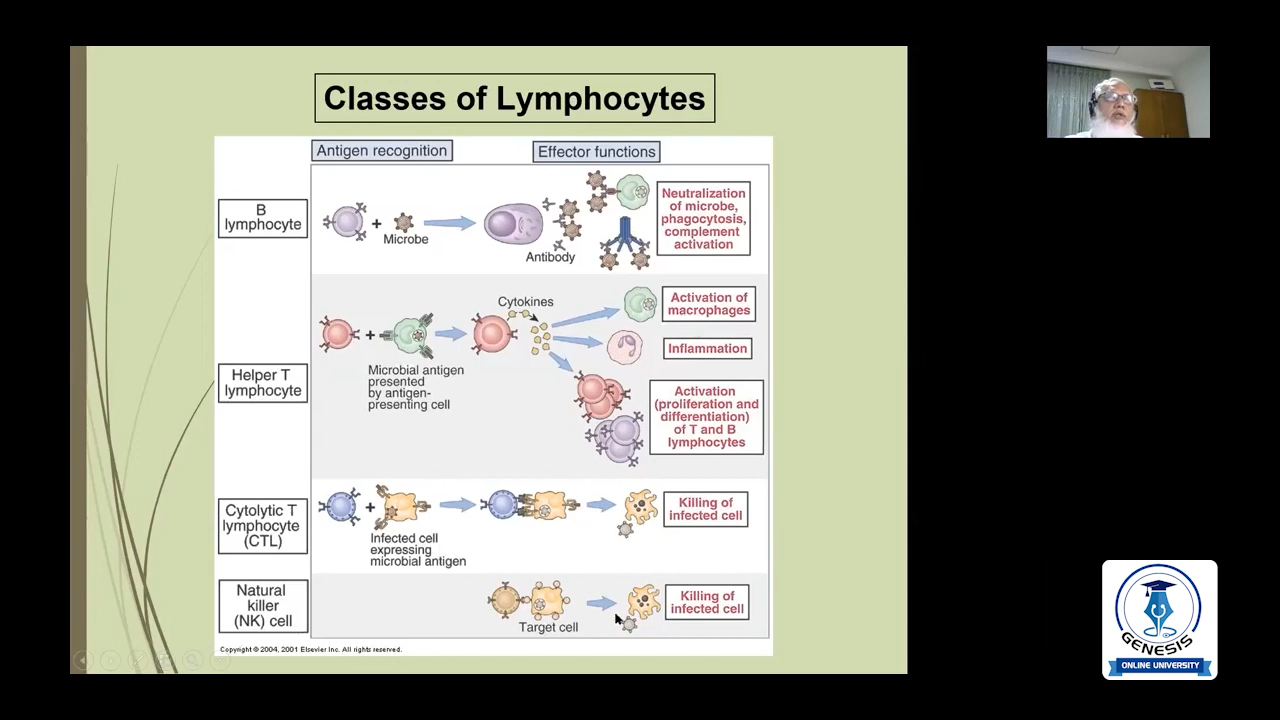 Classes of Lymphocytes
Antigen recognition
Effector functions
B
lymphocyte
+
Microbe
Antibody
Neutralization
of microbe,
phagocytosis,
complement
activation
Helper T
lymphocyte
+
Microbial antigen
presented
by antigen-
presenting cell
Cytokines
Activation of
macrophages
Inflammation
Activation
(proliferation and
differentiation)
of T and B
lymphocytes
Cytolytic T
lymphocyte
(CTL)
+
Infected cell
expressing
microbial antigen
Killing of
infected cell
Natural
killer
(NK) cell
Target cell
Killing of
infected cell
Copyright © 2004, 2001 Elsevier Inc. All rights reserved.
GENESIS
ONLINE UNIVERSITY